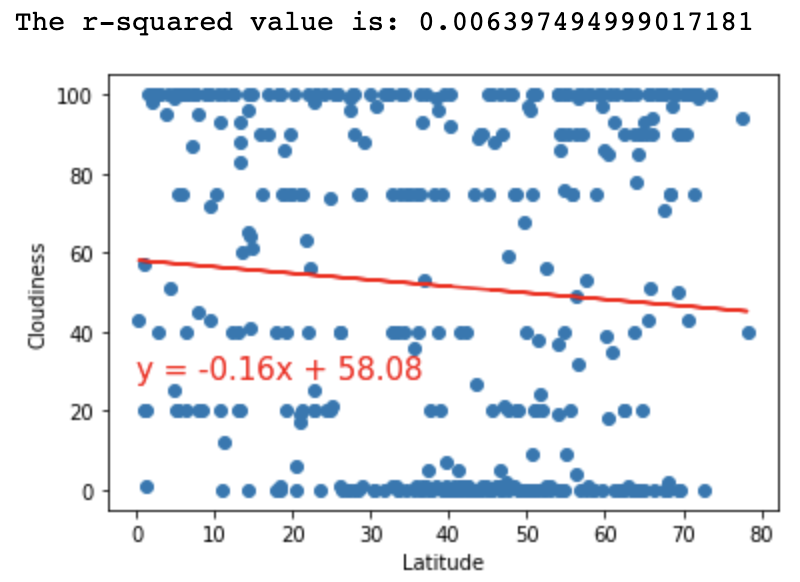 The r-squared value is: 0.006397494999017181
100
80
60
40
20
0
Cloudiness
y = -0.16x + 58.08
0 10 20 30 40 50 60 70 80
Latitude